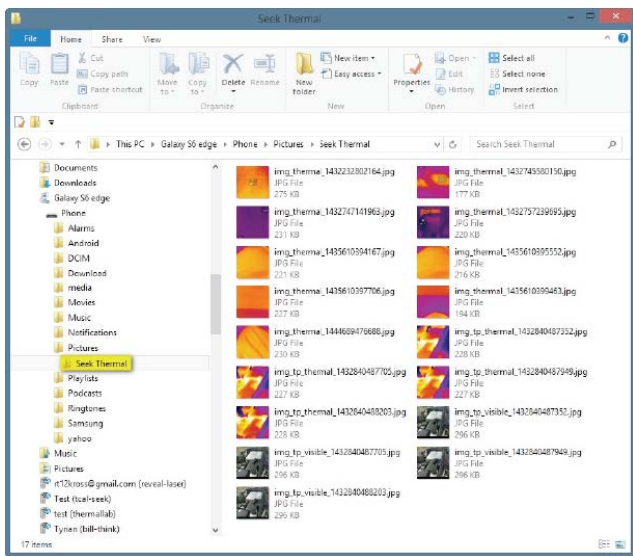 Seek Thermal
File Home Share View
Copy
Paste
Cut
Copy path
Paste shortcut
Clipboard
Move to
Copy to
Delete
Rename
Organize
New folder
New item
Easy access
New
Properties
Open
Edit
History
Open
Select all
Select none
Invert selection
Select
This PC Galaxy S6 edge Phone Pictures Seek Thermal
Search Seek Thermal
Documents
Downloads
Galaxy S6 edge
Phone
Alarms
Android
DCIM
Download
media
Movies
Music
Notifications
Pictures
Seek Thermal
Playlists
Podcasts
Ringtones
Samsung
yahoo
Music
Pictures
rt12kross@gmail.com (reveal-laser)
Test (tcal-seek)
test (thermallab)
Tyrian (bill-think)
img_thermal_1432232802164.jpg
JPG File
275 KB
img_thermal_1432745580150.jpg
JPG File
177 KB
img_thermal_1432747141963.jpg
JPG File
231 KB
img_thermal_1432757239695.jpg
JPG File
220 KB
img_thermal_1435610394167.jpg
JPG File
221 KB
img_thermal_1435610395552.jpg
JPG File
216 KB
img_thermal_1435610397706.jpg
JPG File
227 KB
img_thermal_1435610399463.jpg
JPG File
194 KB
img_thermal_1444689476688.jpg
JPG File
230 KB
img_tp_thermal_1432840487352.jpg
JPG File
228 KB
img_tp_thermal_1432840487705.jpg
JPG File
227 KB
img_tp_thermal_1432840487949.jpg
JPG File
227 KB
img_tp_thermal_1432840488203.jpg
JPG File
228 KB
img_tp_visible_1432840487352.jpg
JPG File
296 KB
img_tp_visible_1432840487705.jpg
JPG File
296 KB
img_tp_visible_1432840487949.jpg
JPG File
296 KB
img_tp_visible_1432840488203.jpg
JPG File
296 KB
17 items